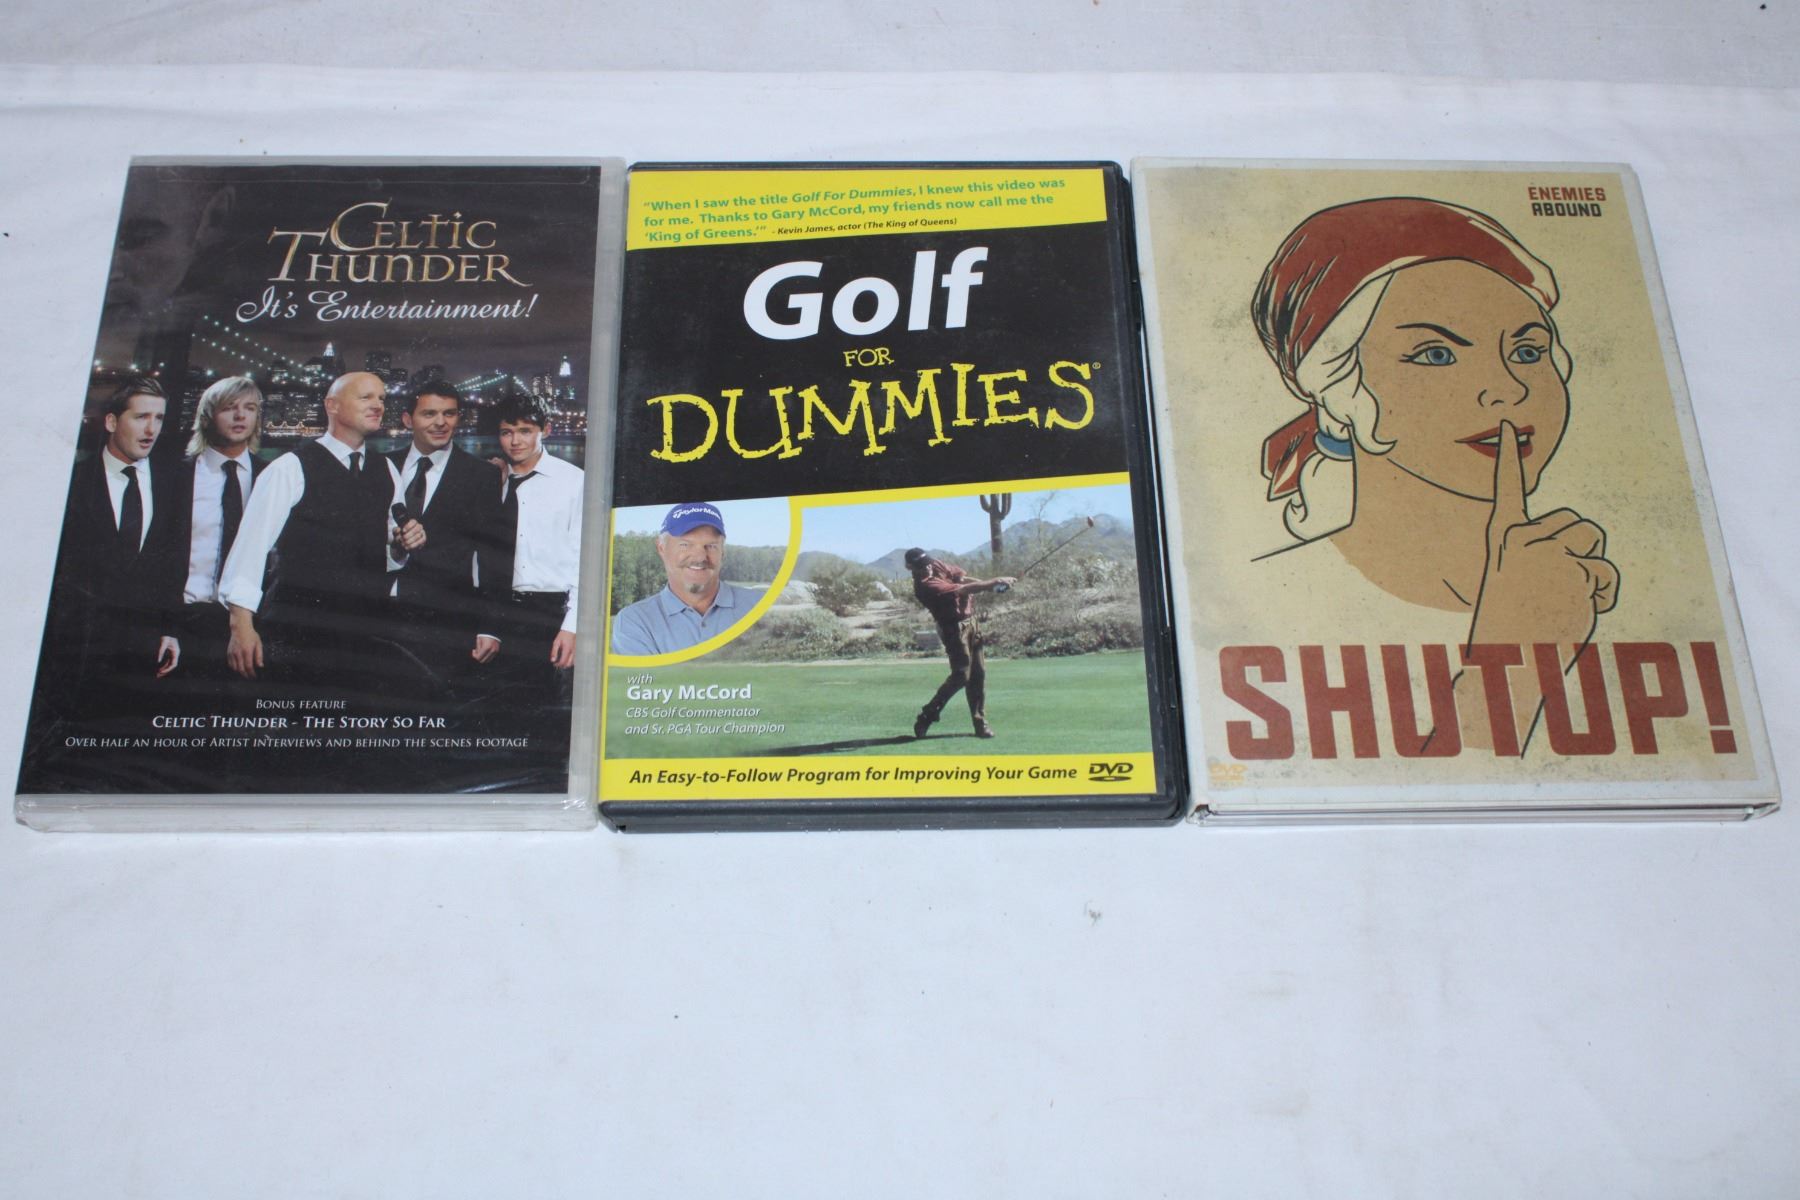 CELTIC
THUNDER
It's Entertainment!
BONUS FEATURE
CELTIC THUNDER - THE STORY SO FAR
OVER HALF AN HOUR OF ARTIST INTERVIEWS AND BEHIND THE SCENES FOOTAGE
"When I saw the title Golf For Dummies, I knew this video was
for me. Thanks to Gary McCord, my friends now call me the
'King of Greens.'" - Kevin James, actor (The King of Queens)
Golf
FOR
DUMMIES®
TaylorMade
with
Gary McCord
CBS Golf Commentator
and Sr. PGA Tour Champion
An Easy-to-Follow Program for Improving Your Game DVD
ENEMIES
ABOUND
SHUTUP!
DVD